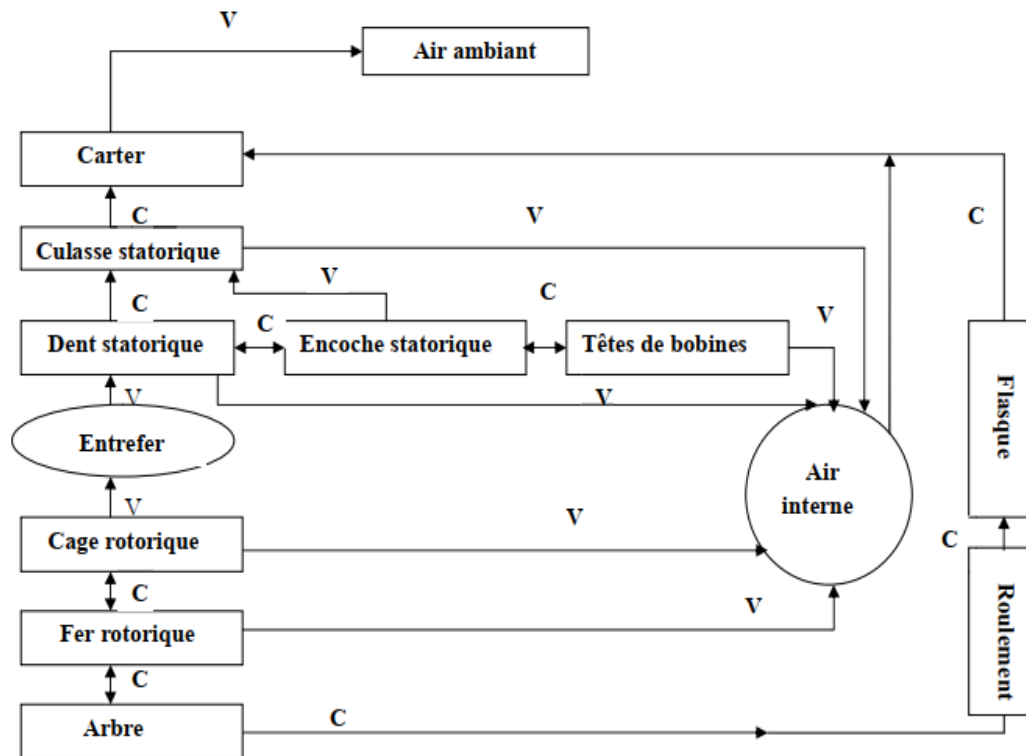 V
Air ambiant
Carter
C
V
C
Culasse statorique
V
C
C
V
C
Dent statorique
Encoche statorique
Têtes de bobines
V
V
Entrefer
Air
interne
Flasque
V
V
Cage rotorique
C
C
V
Fer rotorique
Roulement
C
C
Arbre